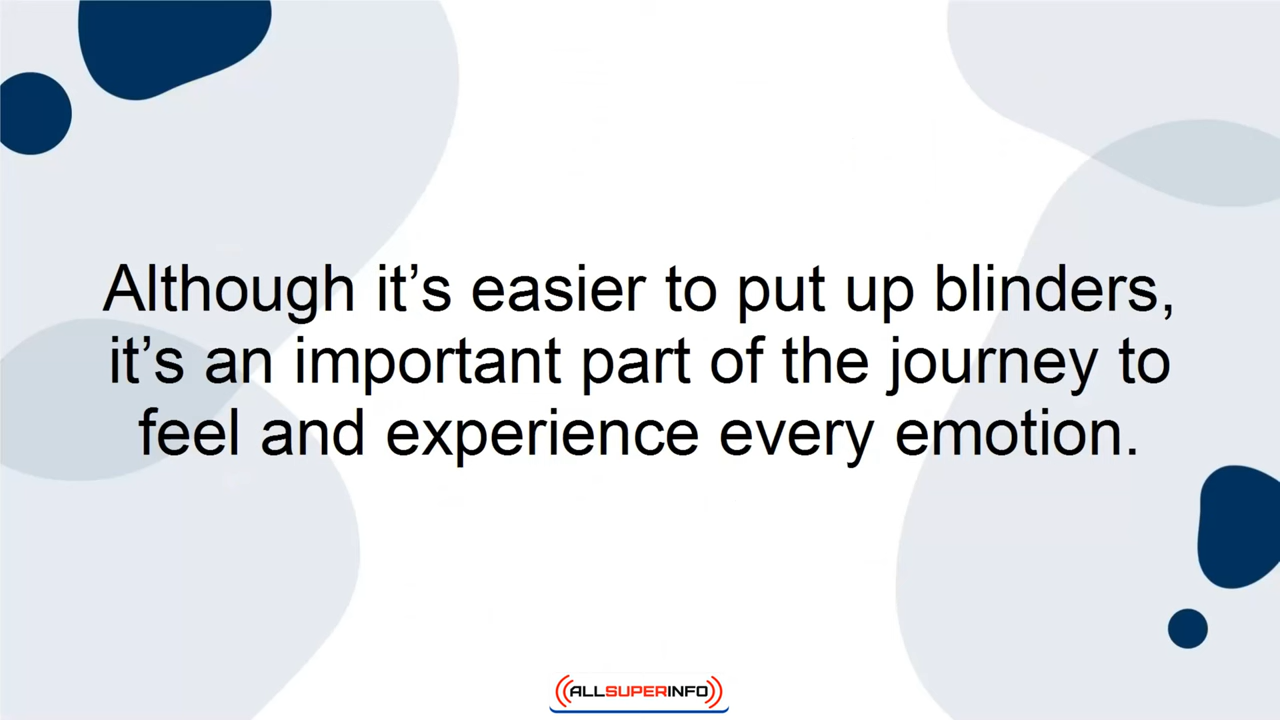 Although it’s easier to put up blinders,
it’s an important part of the journey to
feel and experience every emotion.
ALLSUPERINFO